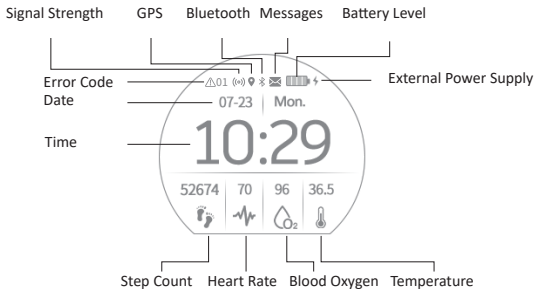 Signal Strength GPS Bluetooth Messages Battery Level
01
Error Code
External Power Supply
Date
07-23 Mon.
Time
10:29
52674 70 96 36.5
O2
Step Count Heart Rate Blood Oxygen Temperature